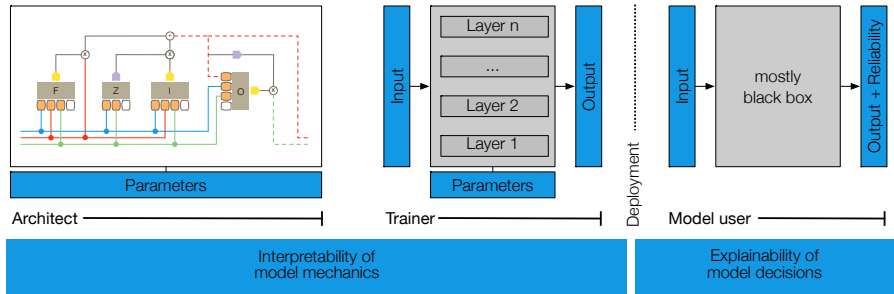 F
Z
I
O
x
+
x
x
Parameters
Architect
Input
Layer n
...
Layer 2
Layer 1
Output
Parameters
Trainer
Deployment
Input
mostly
black box
Output + Reliability
Model user
Interpretability of
model mechanics
Explainability of
model decisions